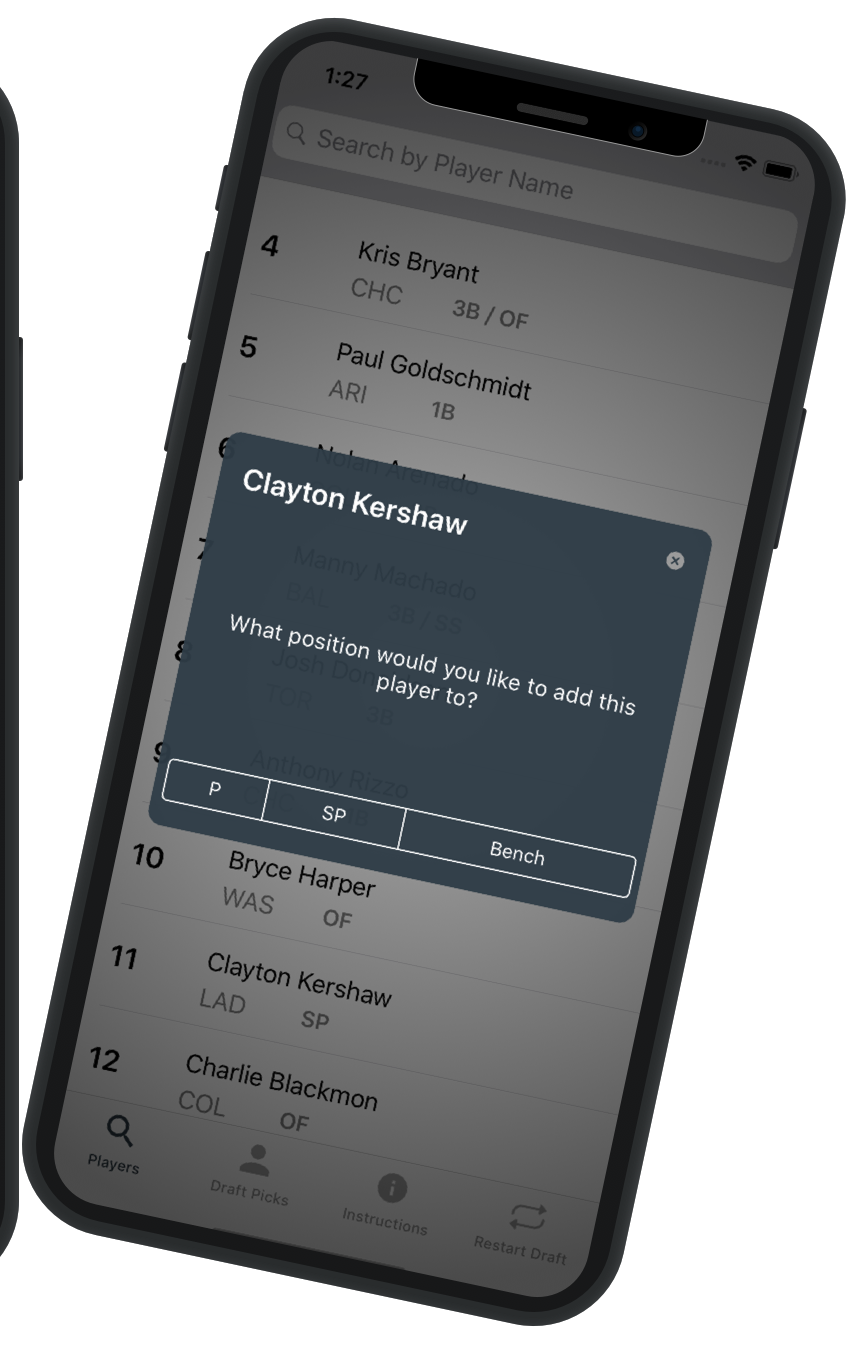 1:27
Search by Player Name
4
Kris Bryant
CHC 3B / OF
5
Paul Goldschmidt
ARI 1B
6
Nolan Arenado
Clayton Kershaw
7
Manny Machado
BAL 3B / SS
What position would you like to add this
player to?
8
Josh Don
TOR 3B
9
Anthony Rizzo
CHC 1B
P SP Bench
10
Bryce Harper
WAS OF
11
Clayton Kershaw
LAD SP
12
Charlie Blackmon
COL OF
Players Draft Picks Instructions Restart Draft